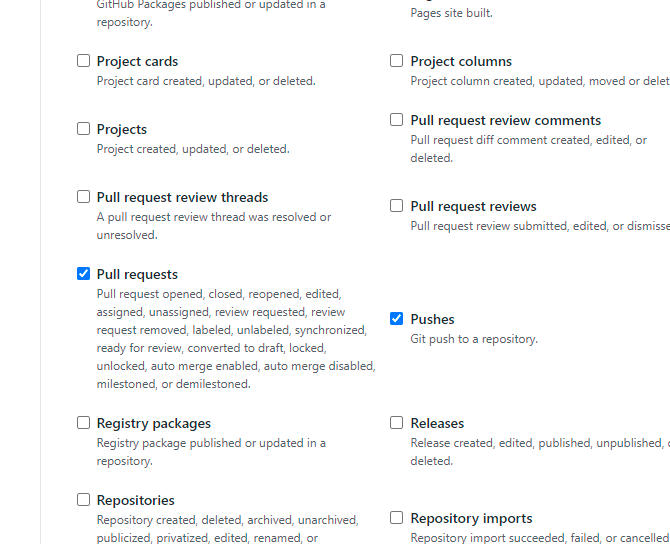 GitHub Packages published or updated in a
repository.
Pages site built.
Project cards
Project card created, updated, or deleted.
Project columns
Project column created, updated, moved or
Projects
Project created, updated, or deleted.
Pull request review comments
Pull request diff comment created, edited, or
deleted.
Pull request review threads
A pull request review thread was resolved or
unresolved.
Pull request reviews
Pull request review submitted, edited, or
Pull requests
Pull request opened, closed, reopened, edited,
assigned, unassigned, review requested, review
request removed, labeled, unlabeled, synchronized,
ready for review, converted to draft, locked,
unlocked, auto merge enabled, auto merge disabled,
milestoned, or demilestoned.
Pushes
Git push to a repository.
Registry packages
Registry package published or updated in a
repository.
Releases
Release created, edited, published, unpublished,
deleted.
Repositories
Repository created, deleted, archived, unarchived,
publicized, privatized, edited, renamed, or
Repository imports
Repository import succeeded, failed, or cancelled